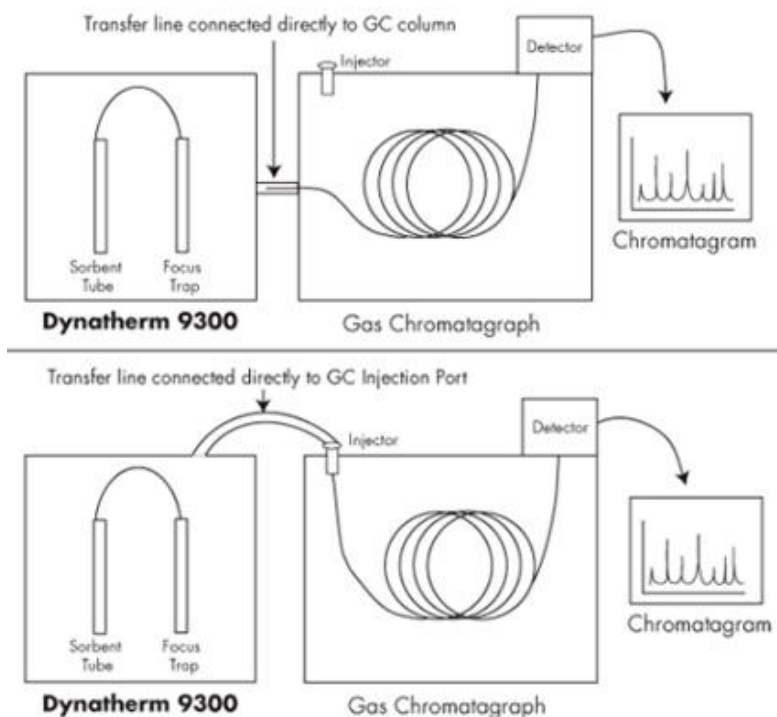 Transfer line connected directly to GC column
Injector
Detector
Sorbent
Tube
Focus
Trap
Chromatagram
Dynatherm 9300
Gas Chromatagraph
Transfer line connected directly to GC Injection Port
Injector
Detector
Sorbent
Tube
Focus
Trap
Chromatagram
Dynatherm 9300
Gas Chromatagraph